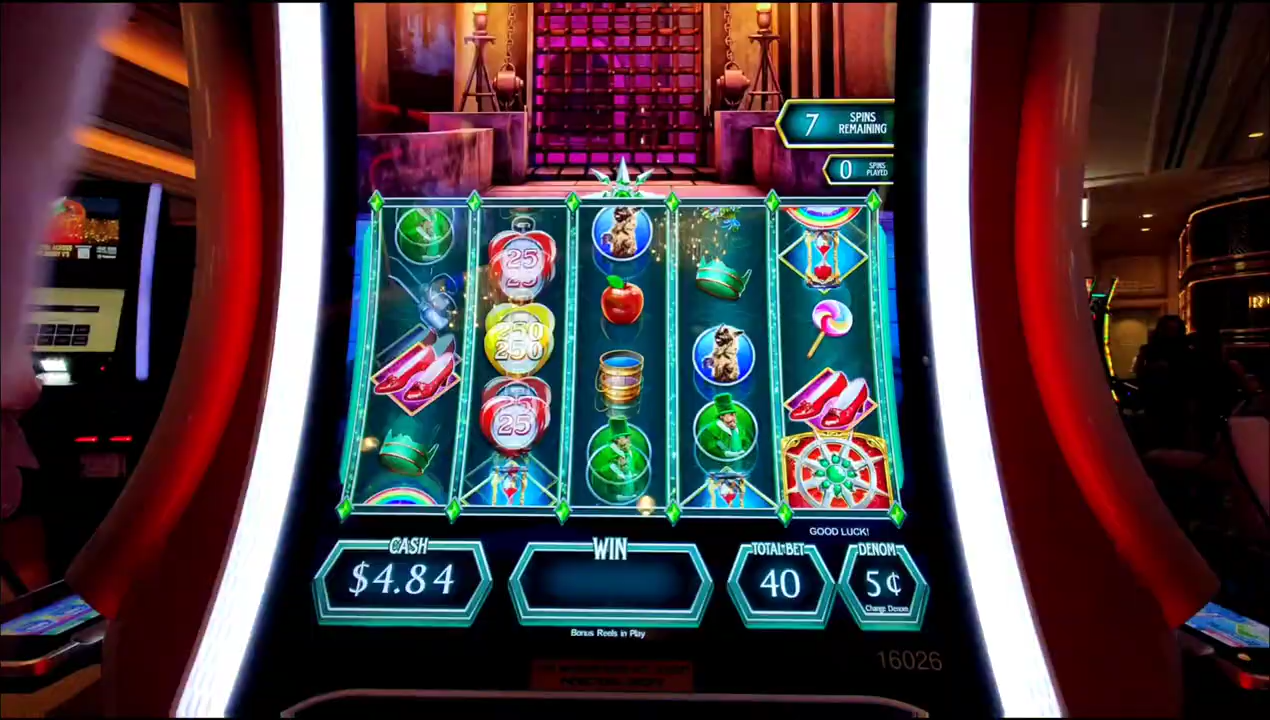 7 SPINS
REMAINING
0 SPINS
PLAYED
25
25
250
250
25
GOOD LUCK!
CASH
$4.84
WIN
TOTAL BET
40
DENOM
5¢
Change Denom
Bonus Reels in Play
16026